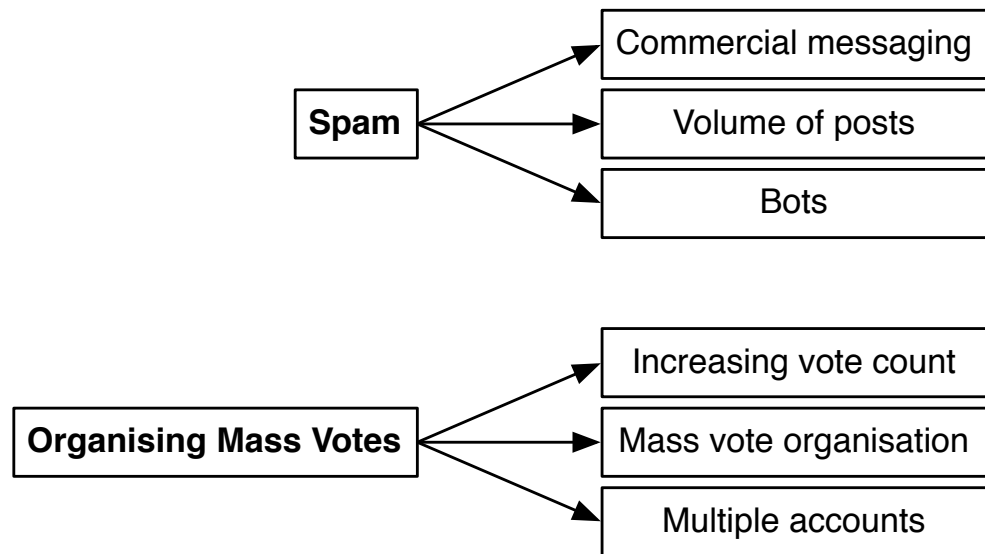 Spam
Commercial messaging
Volume of posts
Bots
Organising Mass Votes
Increasing vote count
Mass vote organisation
Multiple accounts